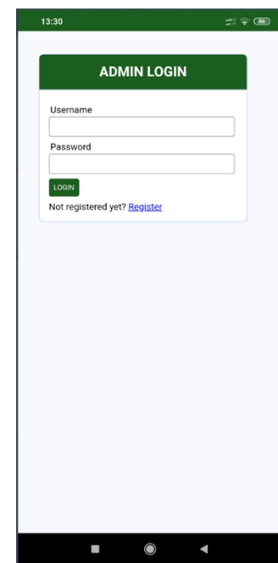 13:30
ADMIN LOGIN
Username
Password
LOGIN
Not registered yet? Register